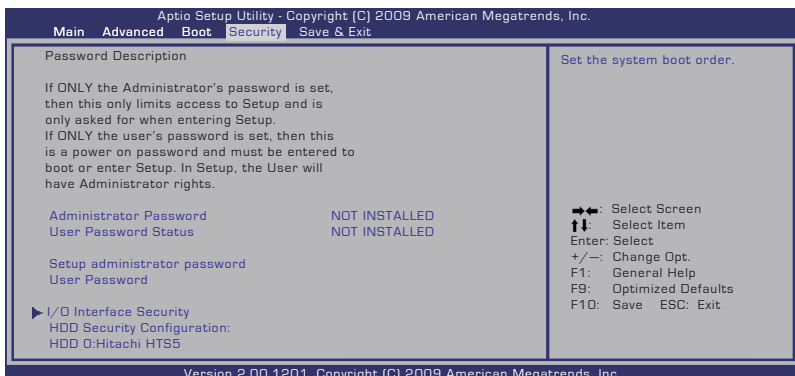 Aptio Setup Utility - Copyright (C) 2009 American Megatrends, Inc.
Main Advanced Boot Security Save & Exit
Password Description
If ONLY the Administrator's password is set,
then this only limits access to Setup and is
only asked for when entering Setup.
If ONLY the user's password is set, then this
is a power on password and must be entered to
boot or enter Setup. In Setup, the User will
have Administrator rights.
Administrator Password NOT INSTALLED
User Password Status NOT INSTALLED
Setup administrator password
User Password
I/O Interface Security
HDD Security Configuration:
HDD 0:Hitachi HTS5
Set the system boot order.
→←: Select Screen
↑↓: Select Item
Enter: Select
+/—: Change Opt.
F1: General Help
F9: Optimized Defaults
F10: Save ESC: Exit
Version 2.00.1201. Copyright (C) 2009 American Megatrends, Inc.